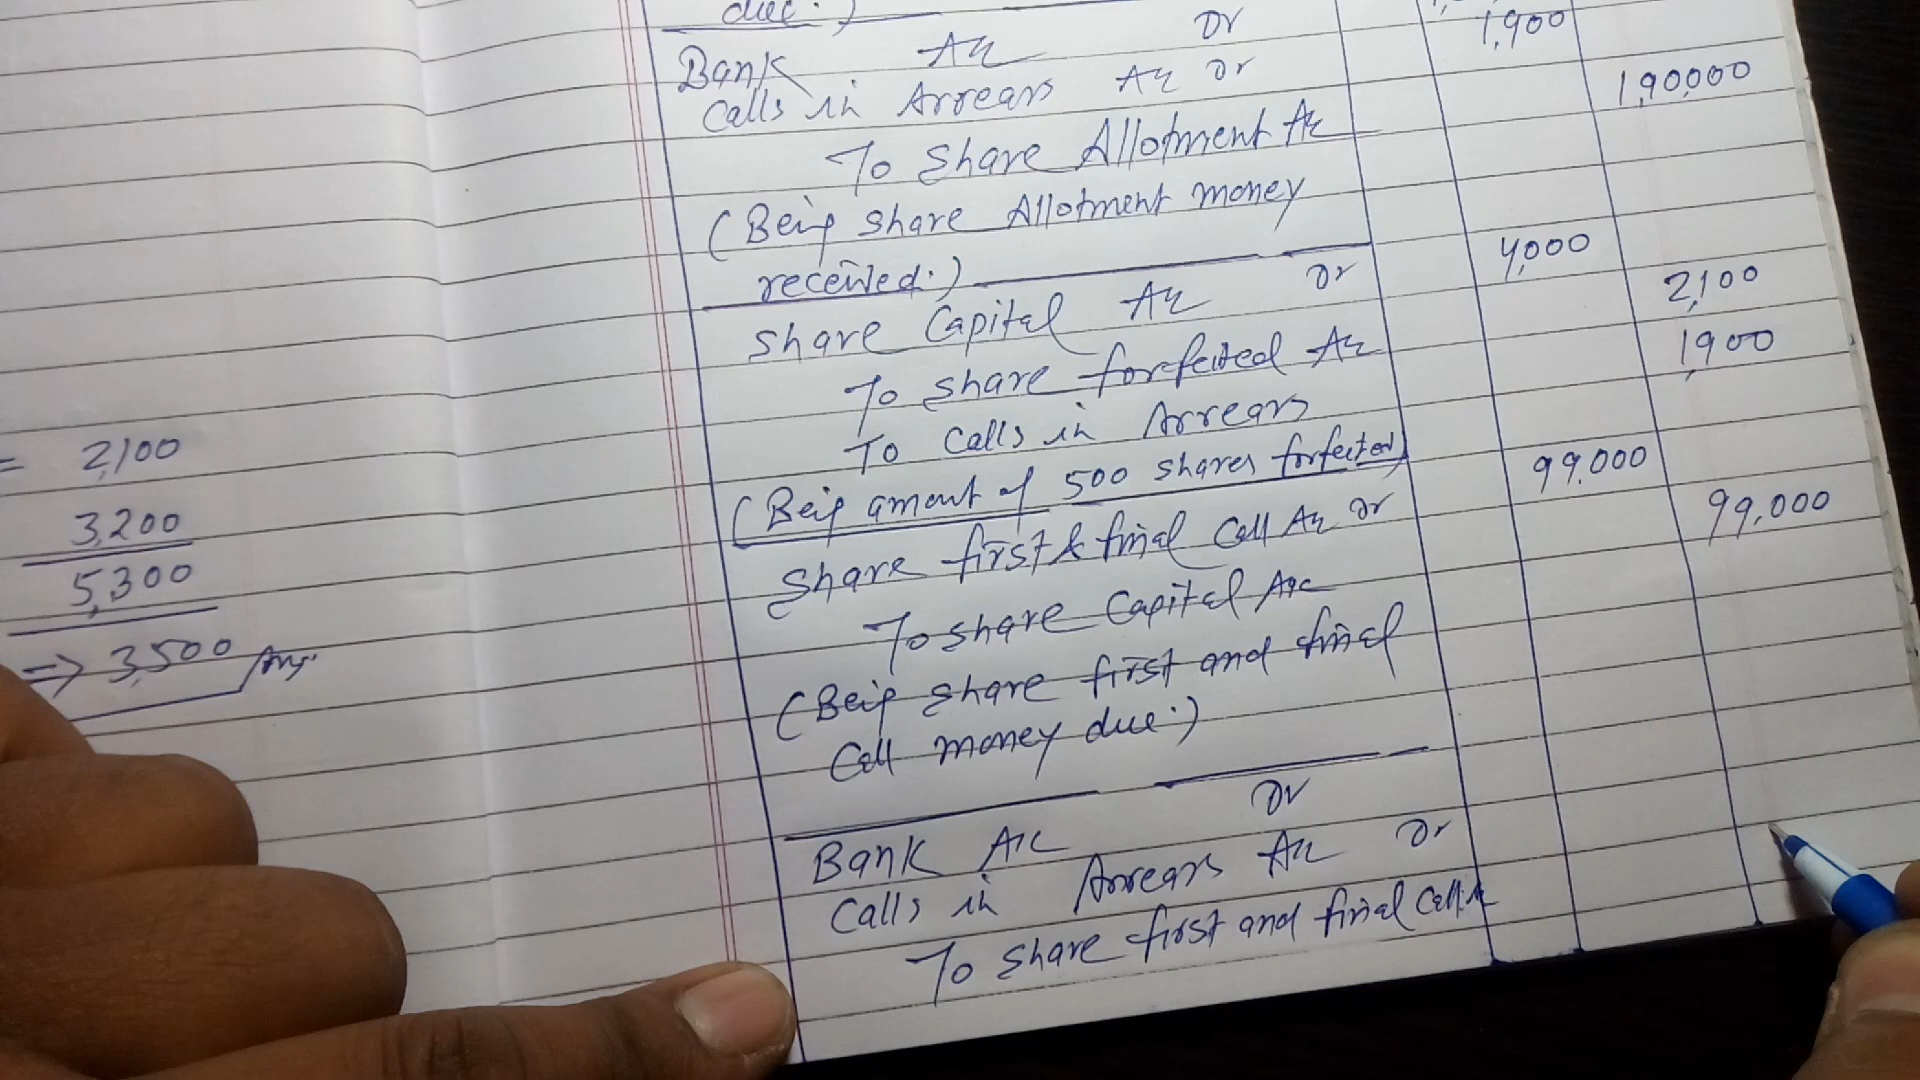 = 2,100
3,200
5,300
=> 3,500 Ans.
due.)
Bank A/c Dr 1,900
Calls in Arrears A/c Dr 1,90,000
To Share Allotment A/c
(Being share Allotment money
received.)
Share Capital A/c Dr 4,000
To share forfeited A/c 2,100
To Calls in Arrears 1,900
(Being amount of 500 shares forfeited)
Share first & final Call A/c Dr 99,000
To share Capital A/c 99,000
(Being share first and final
Call money due.)
Bank A/c Dr
Calls in Arrears A/c Dr
To share first and final Call A